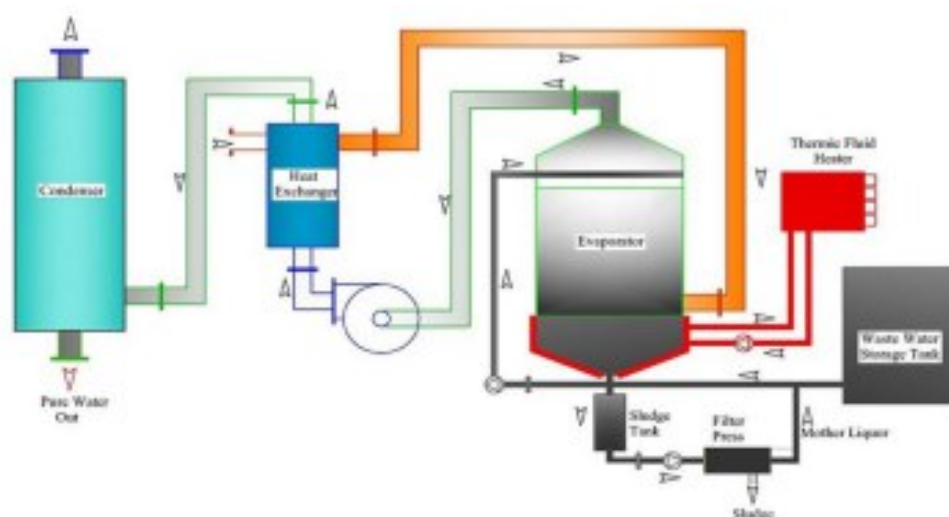 Condenser
Heat
Exchanger
Evaporator
Thermic Fluid
Heater
Waste Water
Storage Tank
Pure Water
Out
Sludge
Tank
Filter
Press
Mother Liquor
Sludge